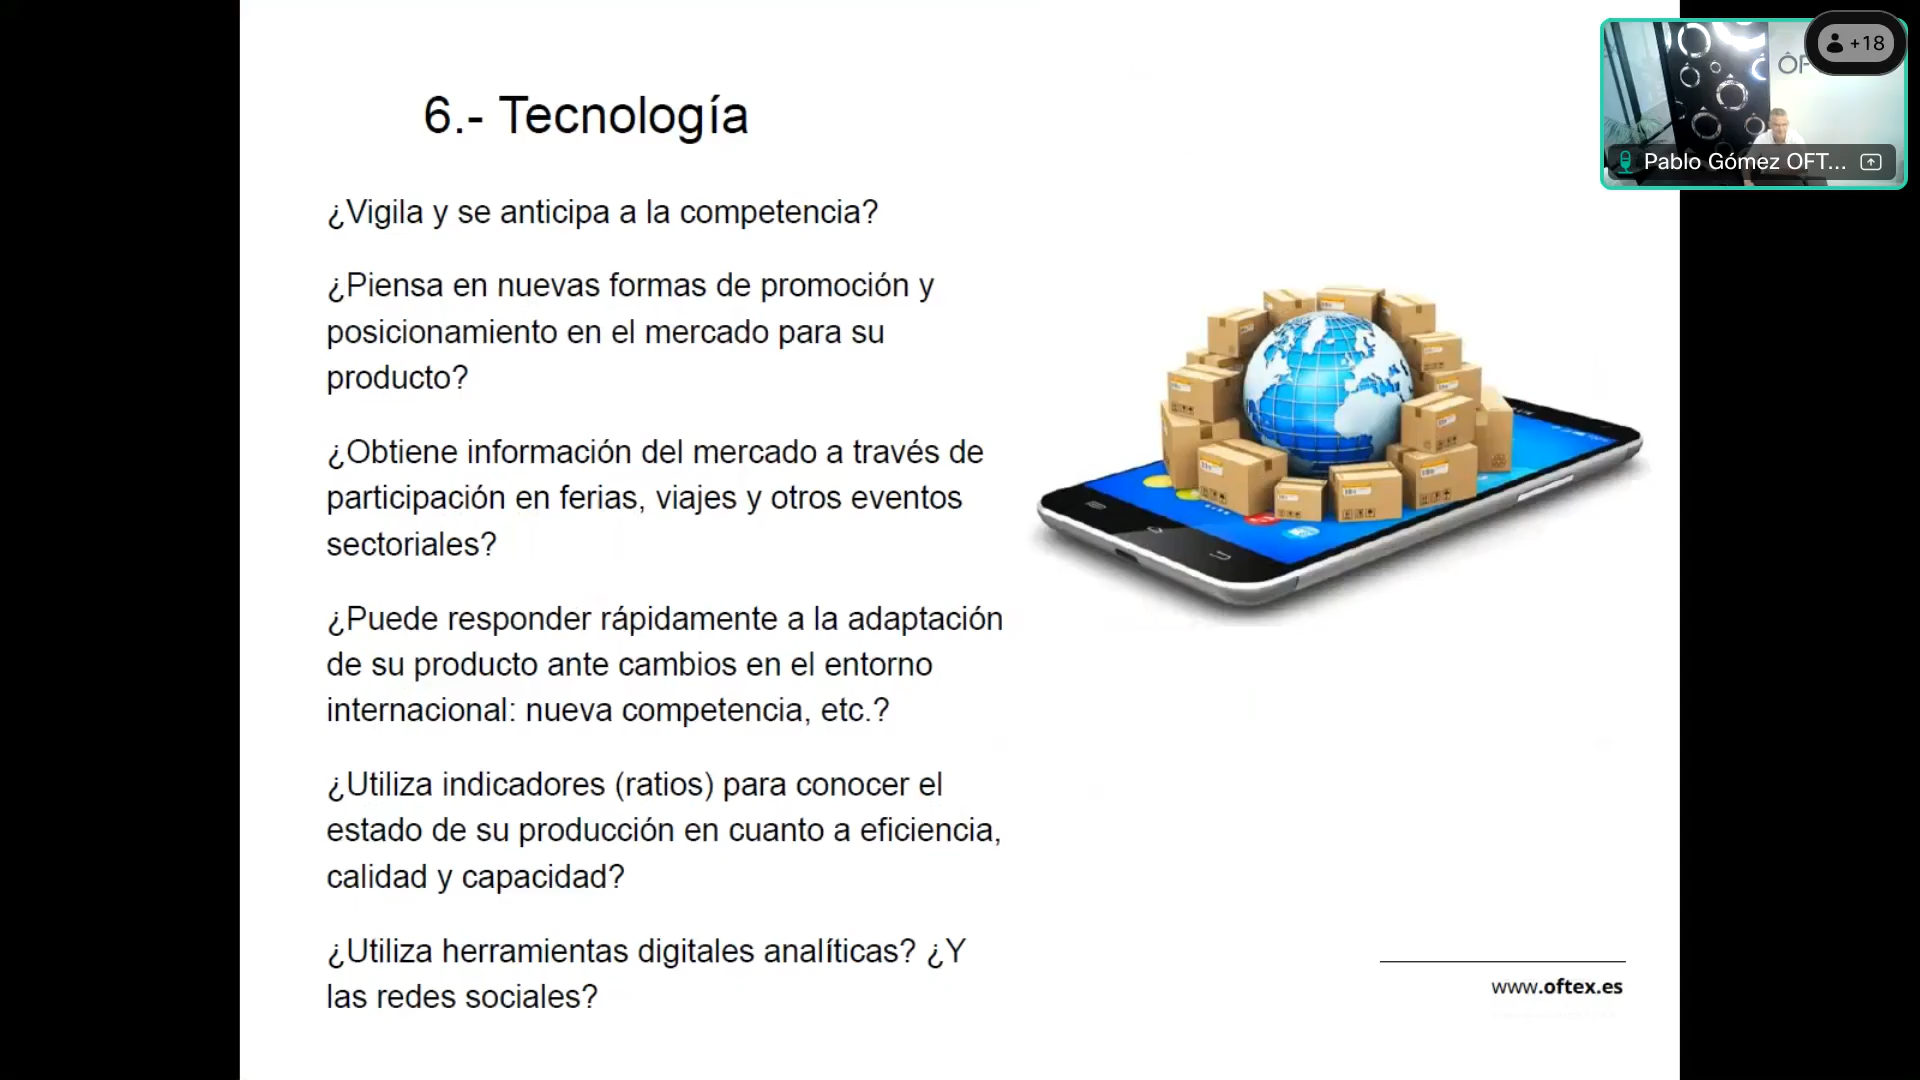 6.- Tecnología
¿Vigila y se anticipa a la competencia?
¿Piensa en nuevas formas de promoción y
posicionamiento en el mercado para su
producto?
¿Obtiene información del mercado a través de
participación en ferias, viajes y otros eventos
sectoriales?
¿Puede responder rápidamente a la adaptación
de su producto ante cambios en el entorno
internacional: nueva competencia, etc.?
¿Utiliza indicadores (ratios) para conocer el
estado de su producción en cuanto a eficiencia,
calidad y capacidad?
¿Utiliza herramientas digitales analíticas? ¿Y
las redes sociales?
www.oftex.es
+18
Pablo Gómez OFT...